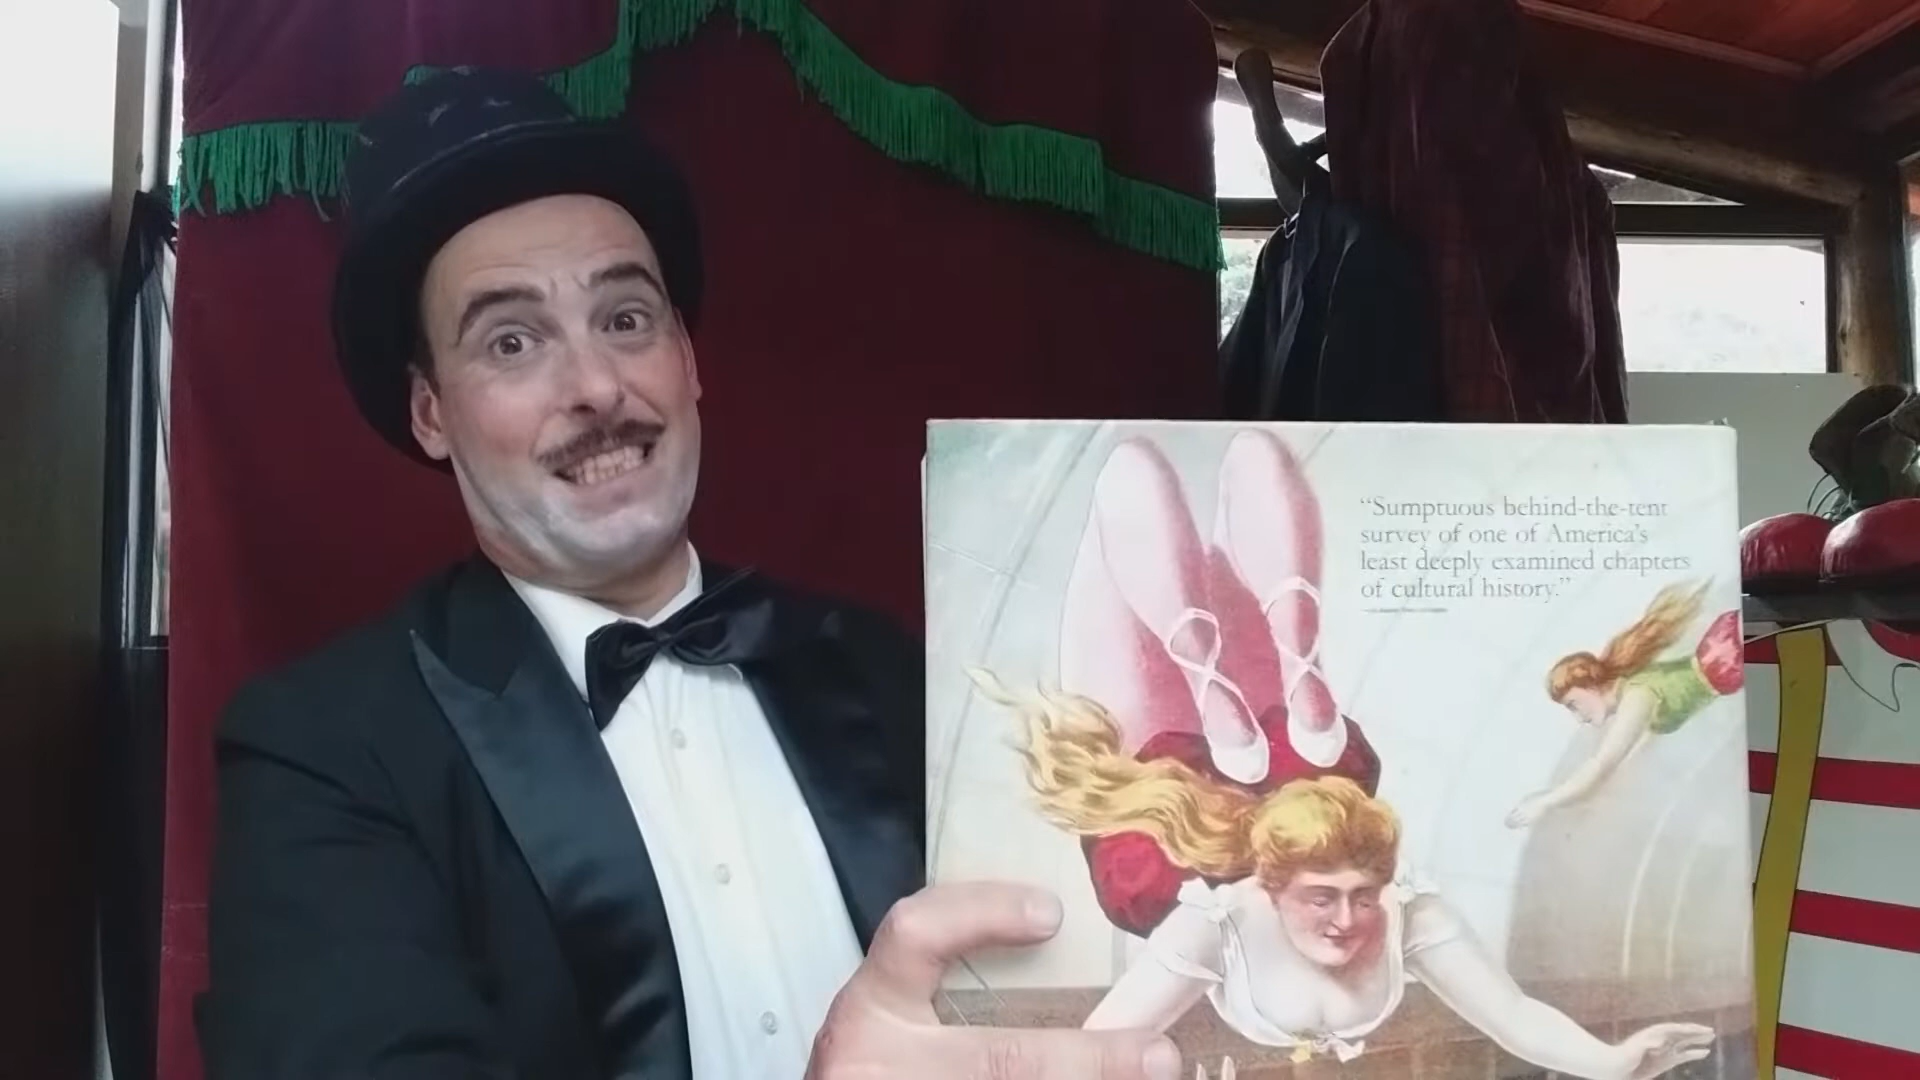 “Sumptuous behind-the-tent
survey of one of America’s
least deeply examined chapters
of cultural history.”